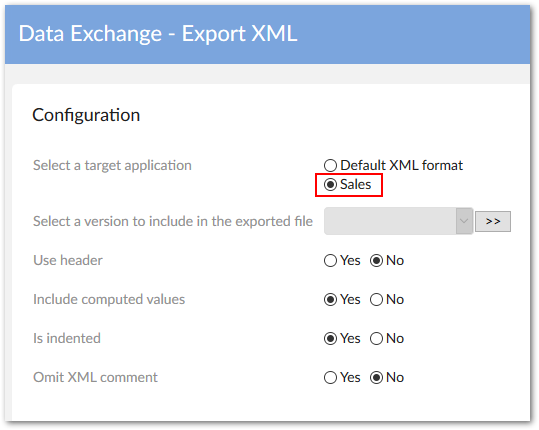 Data Exchange - Export XML
Configuration
Select a target application
Default XML format
Sales
Select a version to include in the exported file >>
Use header Yes No
Include computed values Yes No
Is indented Yes No
Omit XML comment Yes No